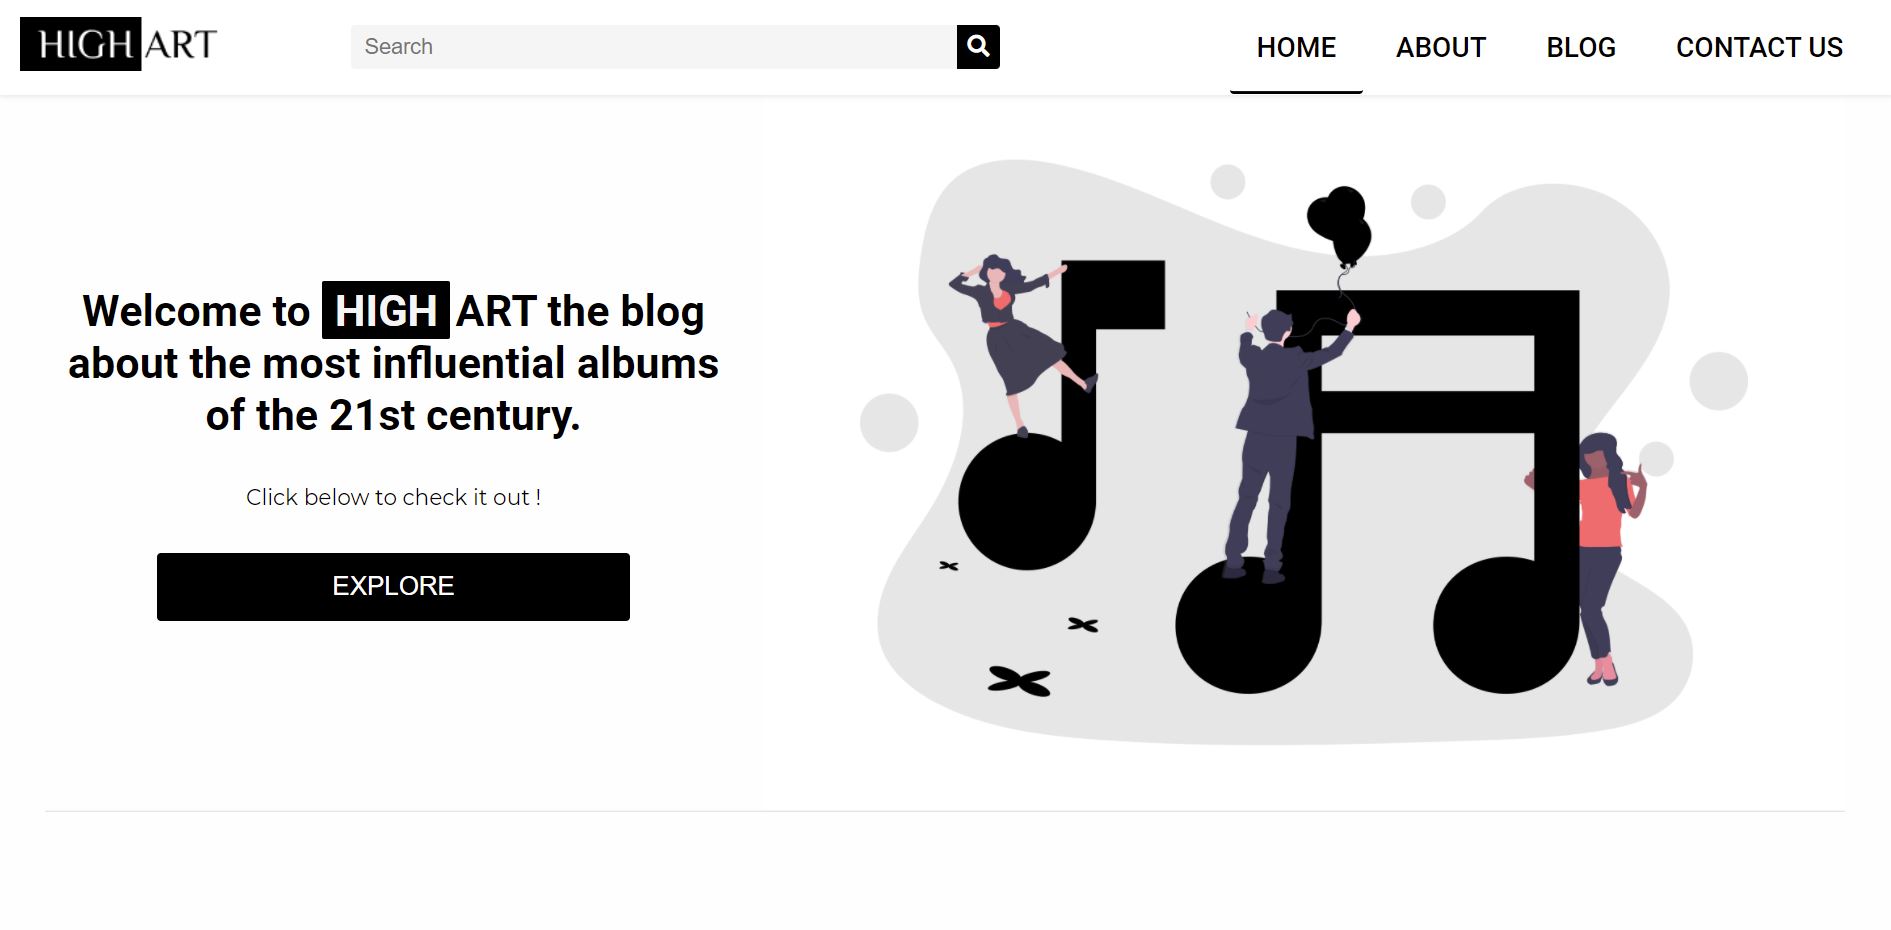 HIGH ART
Search
HOME ABOUT BLOG CONTACT US
Welcome to HIGH ART the blog
about the most influential albums
of the 21st century.
Click below to check it out !
EXPLORE